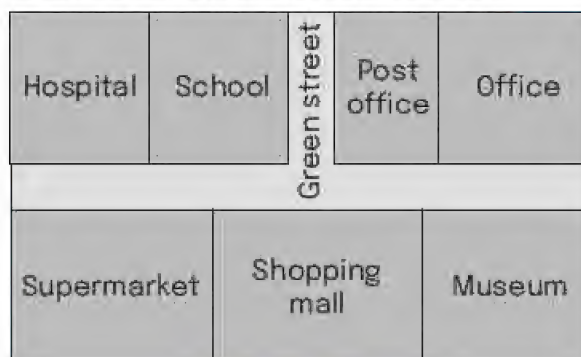 Hospital
School
Green street
Post
office
Office
Supermarket
Shopping
mall
Museum